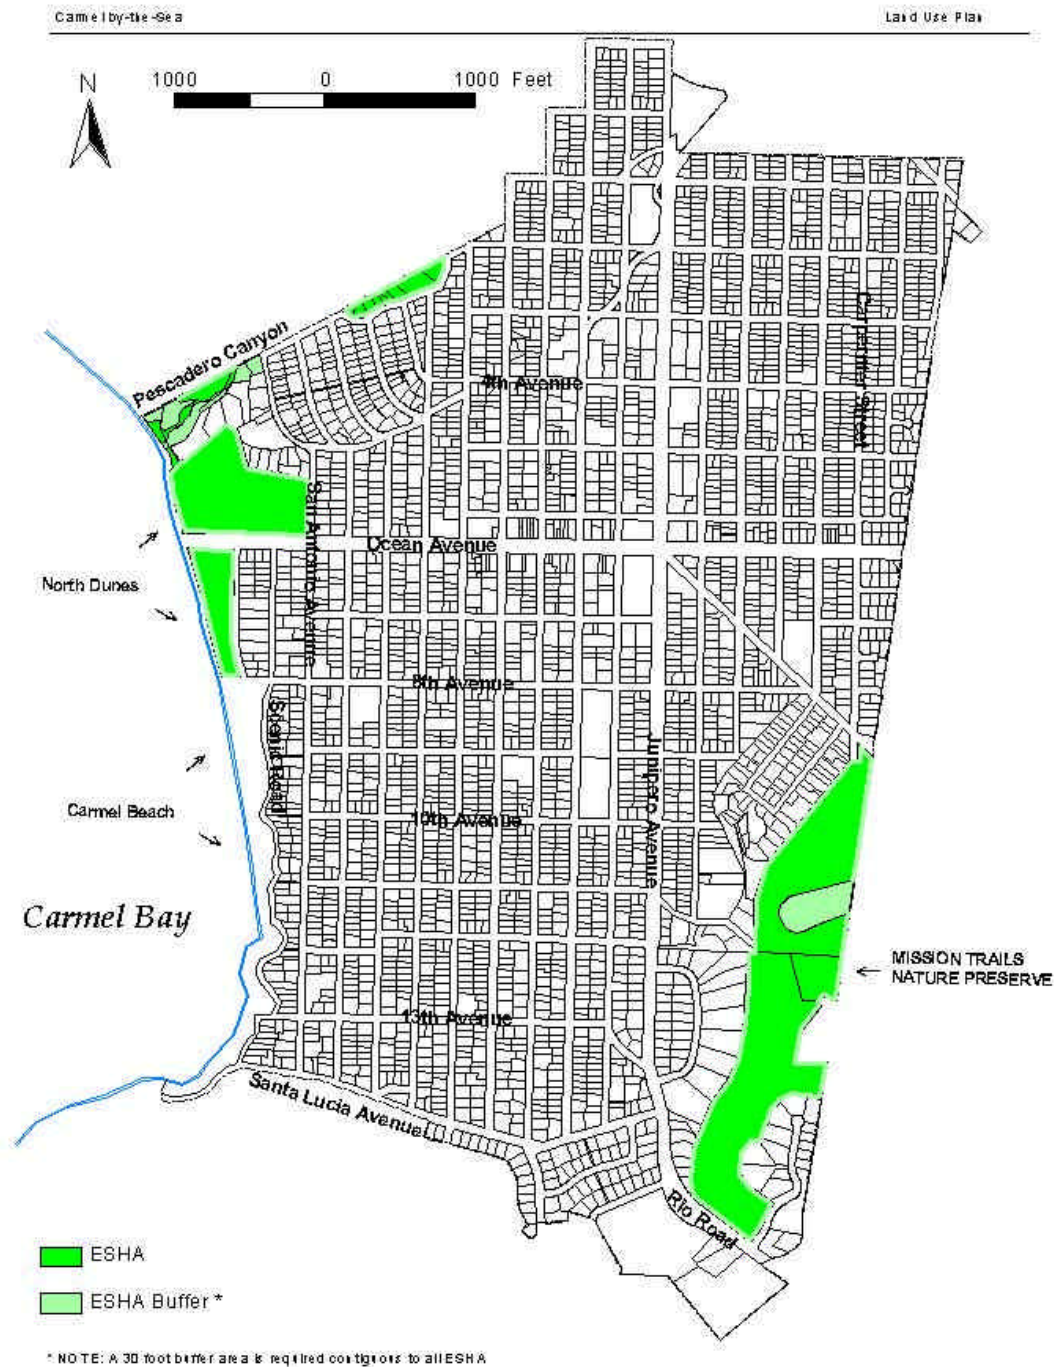 Carmel by-the-Sea
Land Use Plan
N
1000 0 1000 Feet
Pescadero Canyon
4th Avenue
Carpenter Street
San Antonio Avenue
Ocean Avenue
North Dunes
8th Avenue
Scenic Road
Junipero Avenue
Carmel Beach
10th Avenue
Carmel Bay
MISSION TRAILS
NATURE PRESERVE
13th Avenue
Santa Lucia Avenue
Rio Road
ESHA
ESHA Buffer *
* NOTE: A 30 foot buffer area is required contiguous to all ESHA